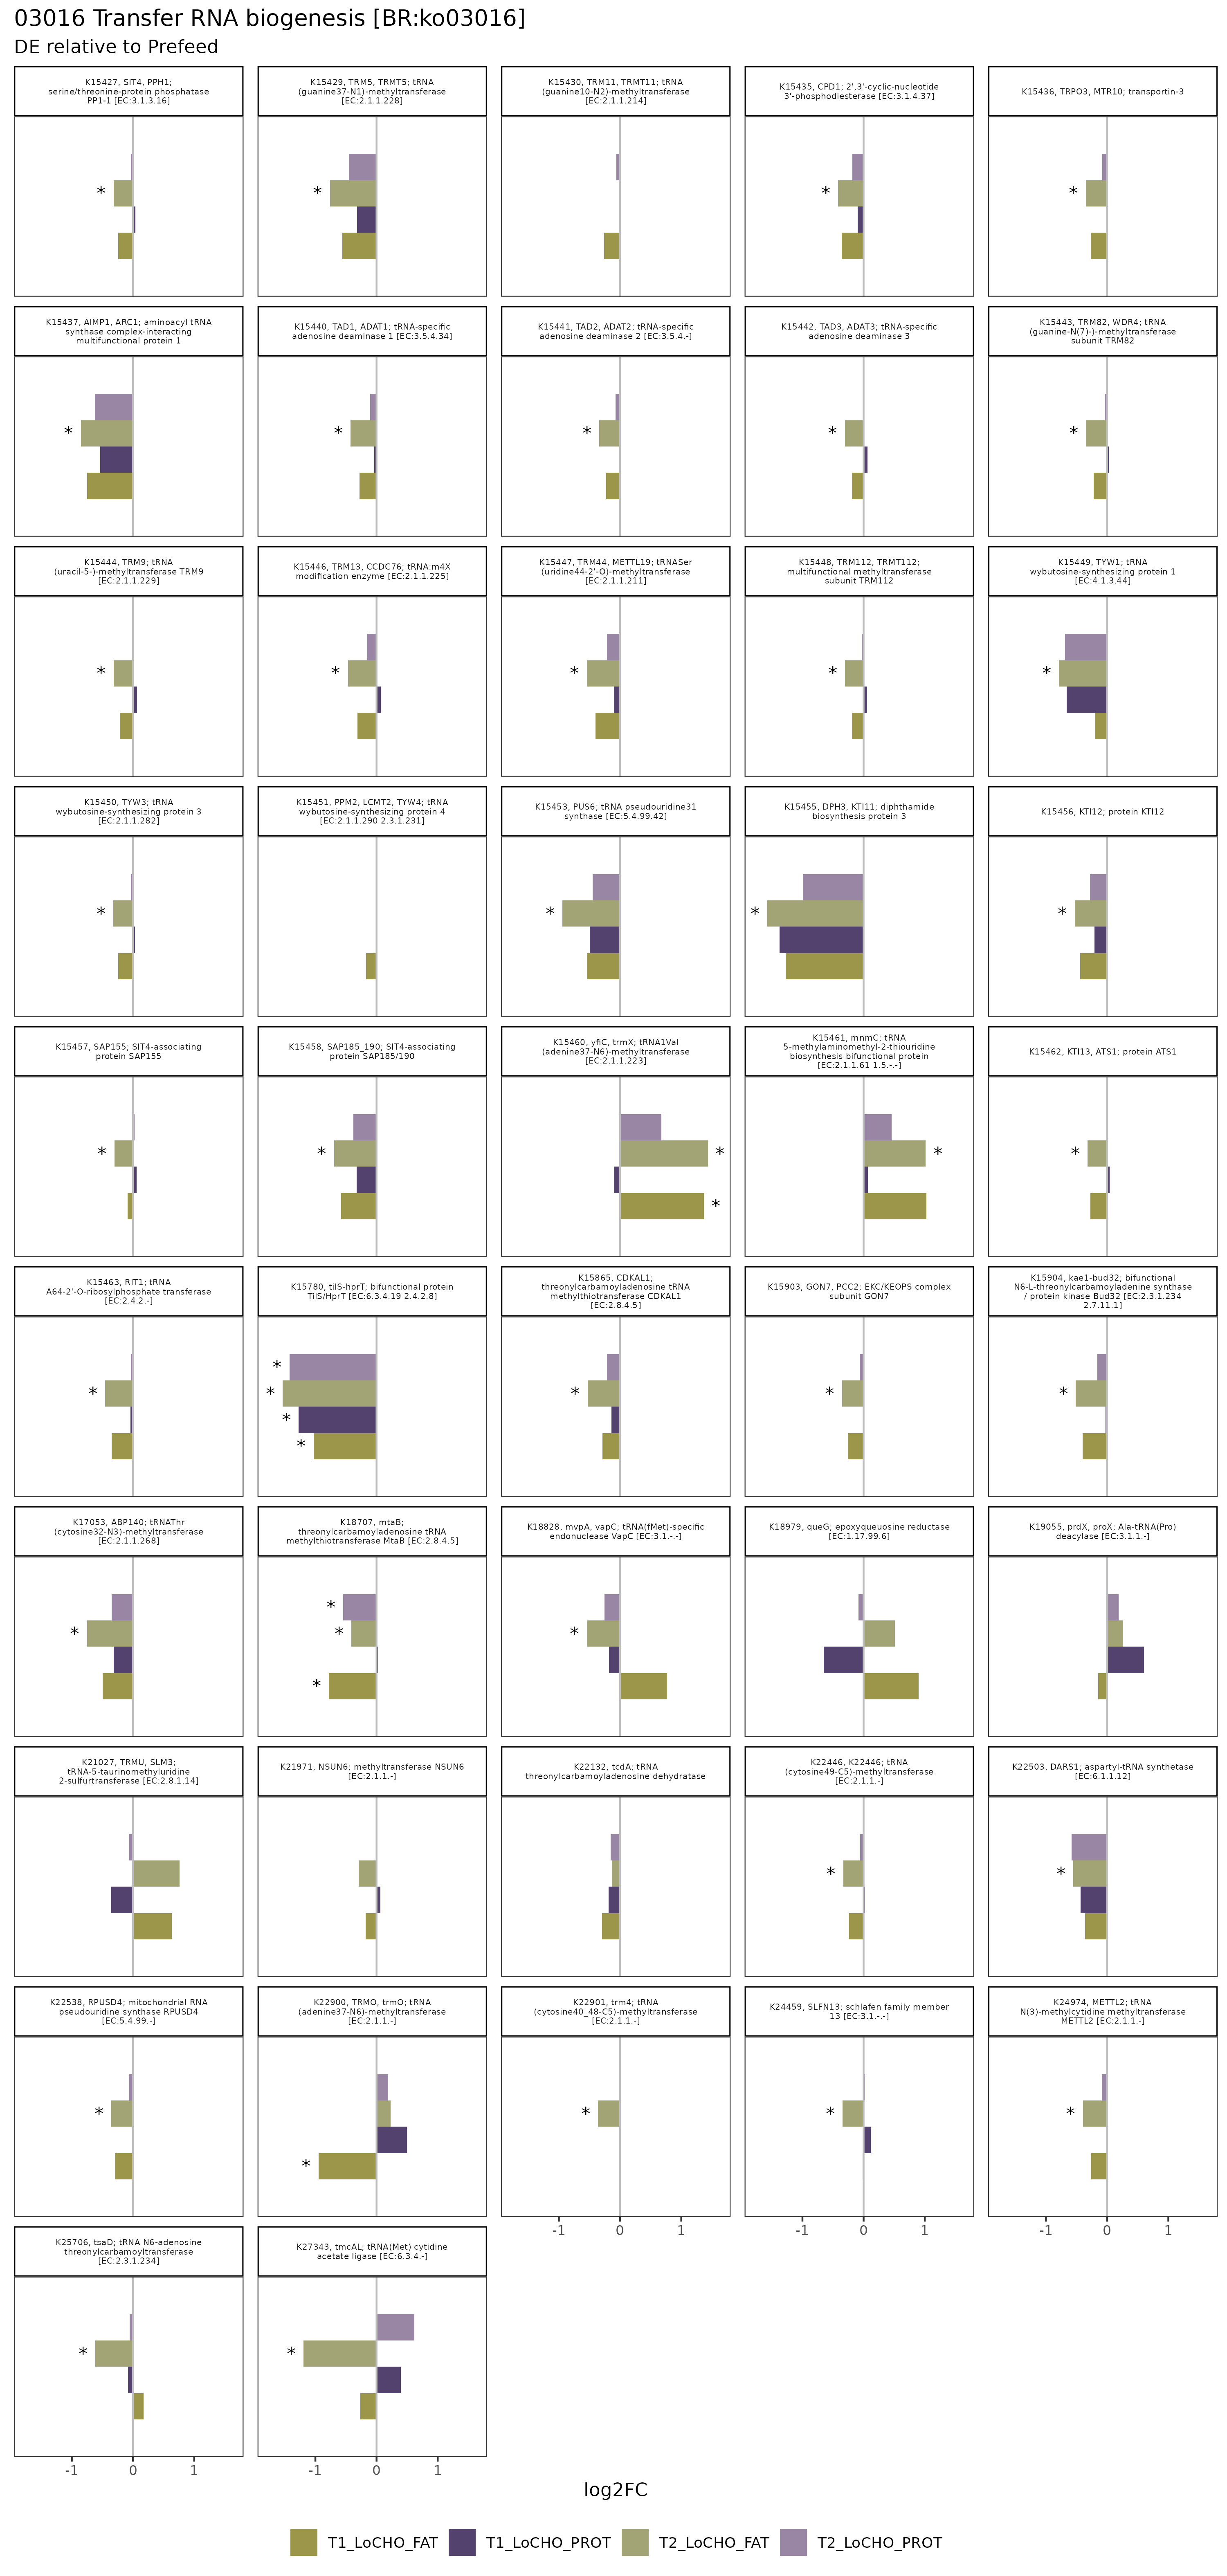 03016 Transfer RNA biogenesis [BR:ko03016]
DE relative to Prefeed
K15427, SIT4, PPH1;
serine/threonine-protein phosphatase
PP1-1 [EC:3.1.3.16]
K15429, TRM5, TRMT5; tRNA
(guanine37-N1)-methyltransferase
[EC:2.1.1.228]
K15430, TRM11, TRMT11; tRNA
(guanine10-N2)-methyltransferase
[EC:2.1.1.214]
K15435, CPD1; 2',3'-cyclic-nucleotide
3'-phosphodiesterase [EC:3.1.4.37]
K15436, TRPO3, MTR10; transportin-3
*
*
*
*
K15437, AIMP1, ARC1; aminoacyl tRNA
synthase complex-interacting
multifunctional protein 1
K15440, TAD1, ADAT1; tRNA-specific
adenosine deaminase 1 [EC:3.5.4.34]
K15441, TAD2, ADAT2; tRNA-specific
adenosine deaminase 2 [EC:3.5.4.-]
K15442, TAD3, ADAT3; tRNA-specific
adenosine deaminase 3
K15443, TRM82, WDR4; tRNA
(guanine-N(7)-)-methyltransferase
subunit TRM82
*
*
*
*
*
K15444, TRM9; tRNA
(uracil-5-)-methyltransferase TRM9
[EC:2.1.1.229]
K15446, TRM13, CCDC76; tRNA:m4X
modification enzyme [EC:2.1.1.225]
K15447, TRM44, METTL19; tRNASer
(uridine44-2'-O)-methyltransferase
[EC:2.1.1.211]
K15448, TRM112, TRMT112;
multifunctional methyltransferase
subunit TRM112
K15449, TYW1; tRNA
wybutosine-synthesizing protein 1
[EC:4.1.3.44]
*
*
*
*
*
K15450, TYW3; tRNA
wybutosine-synthesizing protein 3
[EC:2.1.1.282]
K15451, PPM2, LCMT2, TYW4; tRNA
wybutosine-synthesizing protein 4
[EC:2.1.1.290 2.3.1.231]
K15453, PUS6; tRNA pseudouridine31
synthase [EC:5.4.99.42]
K15455, DPH3, KTI11; diphthamide
biosynthesis protein 3
K15456, KTI12; protein KTI12
*
*
*
*
K15457, SAP155; SIT4-associating
protein SAP155
K15458, SAP185_190; SIT4-associating
protein SAP185/190
K15460, yfiC, trmX; tRNA1Val
(adenine37-N6)-methyltransferase
[EC:2.1.1.223]
K15461, mnmC; tRNA
5-methylaminomethyl-2-thiouridine
biosynthesis bifunctional protein
[EC:2.1.1.61 1.5.-.-]
K15462, KTI13, ATS1; protein ATS1
*
*
*
*
*
*
K15463, RIT1; tRNA
A64-2'-O-ribosylphosphate transferase
[EC:2.4.2.-]
K15780, tilS-hprT; bifunctional protein
TilS/HprT [EC:6.3.4.19 2.4.2.8]
K15865, CDKAL1;
threonylcarbamoyladenosine tRNA
methylthiotransferase CDKAL1
[EC:2.8.4.5]
K15903, GON7, PCC2; EKC/KEOPS complex
subunit GON7
K15904, kae1-bud32; bifunctional
N6-L-threonylcarbamoyladenine synthase
/ protein kinase Bud32 [EC:2.3.1.234
2.7.11.1]
*
*
*
*
*
*
*
*
K17053, ABP140; tRNAThr
(cytosine32-N3)-methyltransferase
[EC:2.1.1.268]
K18707, mtaB;
threonylcarbamoyladenosine tRNA
methylthiotransferase MtaB [EC:2.8.4.5]
K18828, mvpA, vapC; tRNA(fMet)-specific
endonuclease VapC [EC:3.1.-.-]
K18979, queG; epoxyqueuosine reductase
[EC:1.17.99.6]
K19055, prdX, proX; Ala-tRNA(Pro)
deacylase [EC:3.1.1.-]
*
*
*
*
*
K21027, TRMU, SLM3;
tRNA-5-taurinomethyluridine
2-sulfurtransferase [EC:2.8.1.14]
K21971, NSUN6; methyltransferase NSUN6
[EC:2.1.1.-]
K22132, tcdA; tRNA
threonylcarbamoyladenosine dehydratase
K22446, K22446; tRNA
(cytosine49-C5)-methyltransferase
[EC:2.1.1.-]
K22503, DARS1; aspartyl-tRNA synthetase
[EC:6.1.1.12]
*
*
K22538, RPUSD4; mitochondrial RNA
pseudouridine synthase RPUSD4
[EC:5.4.99.-]
K22900, TRMO, trmO; tRNA
(adenine37-N6)-methyltransferase
[EC:2.1.1.-]
K22901, trm4; tRNA
(cytosine40_48-C5)-methyltransferase
[EC:2.1.1.-]
K24459, SLFN13; schlafen family member
13 [EC:3.1.-.-]
K24974, METTL2; tRNA
N(3)-methylcytidine methyltransferase
METTL2 [EC:2.1.1.-]
*
*
*
*
*
-1 0 1
-1 0 1
-1 0 1
K25706, tsaD; tRNA N6-adenosine
threonylcarbamoyltransferase
[EC:2.3.1.234]
K27343, tmcAL; tRNA(Met) cytidine
acetate ligase [EC:6.3.4.-]
*
*
-1 0 1
-1 0 1
log2FC
T1_LoCHO_FAT T1_LoCHO_PROT T2_LoCHO_FAT T2_LoCHO_PROT